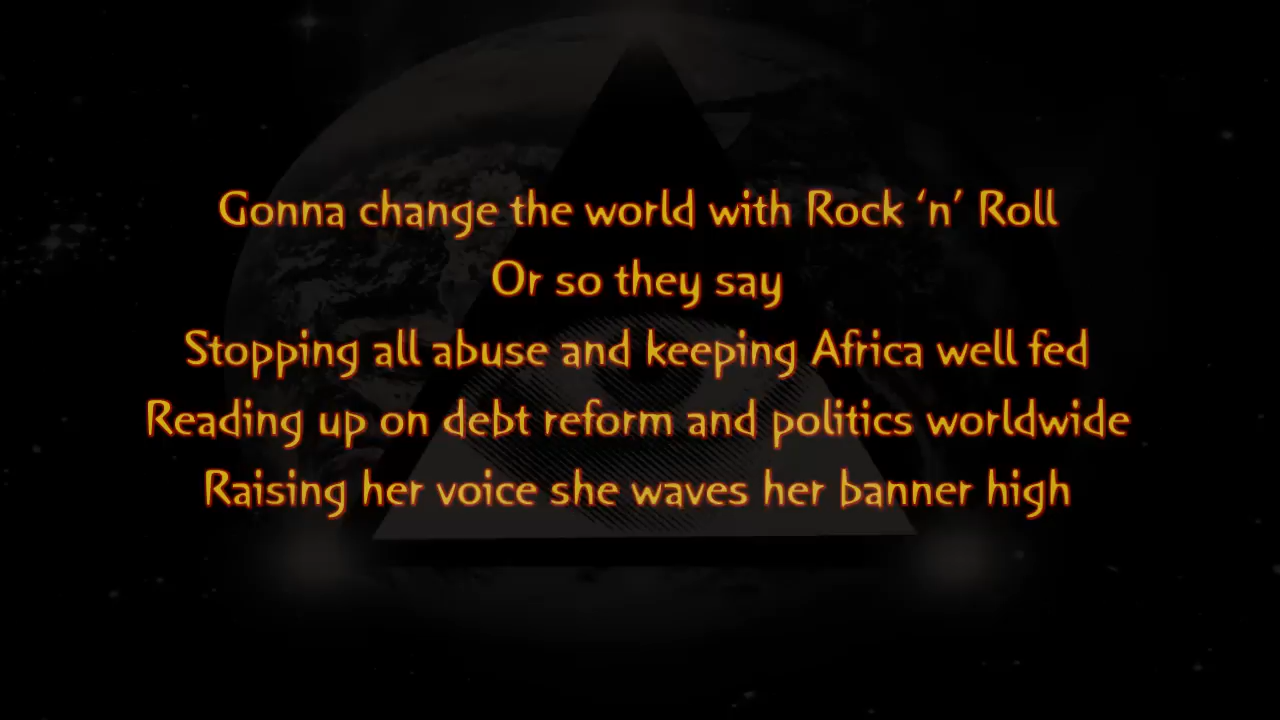 Gonna change the world with Rock ‘n’ Roll
Or so they say
Stopping all abuse and keeping Africa well fed
Reading up on debt reform and politics worldwide
Raising her voice she waves her banner high